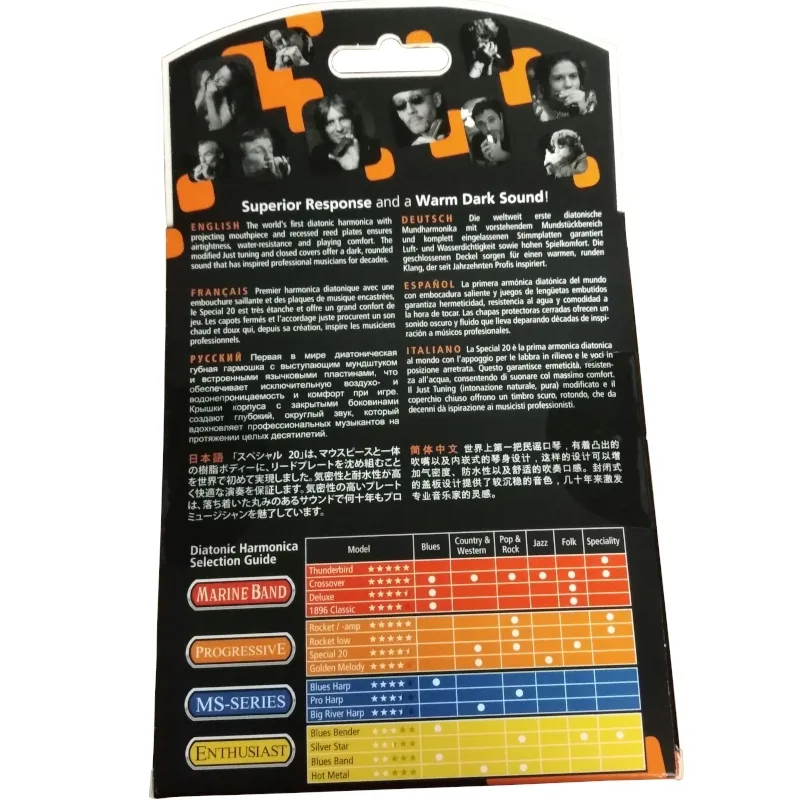 Superior Response and a Warm Dark Sound!
ENGLISH The world's first diatonic harmonica with
projecting mouthpiece and recessed reed plates ensures
airtightness, water-resistance and playing comfort. The
modified Just tuning and closed covers offer a dark, rounded
sound that has inspired professional musicians for decades.
FRANÇAIS Premier harmonica diatonique avec une
embouchure saillante et des plaques de musique encastrées,
le Special 20 est très étanche et offre un grand confort de
jeu. Les capots fermés et l'accordage juste procurent un son
chaud et doux qui, depuis sa création, inspire les musiciens
professionnels.
РУССКИЙ Первая в мире диатоническая
губная гармошка с выступающим мундштуком
и встроенными язычковыми пластинами, что
обеспечивает исключительную воздухо- и
водонепроницаемость и комфорт при игре.
Крышки корпуса с закрытыми боковинами
создают глубокий, округлый звук, который
вдохновляет профессиональных музыкантов на
протяжении целых десятилетий.
日本語 「スペシャル 20」は、マウスピースと一体
の樹脂ボディーに、リードプレートを沈め組むこと
を世界で初めて実現しました。気密性と耐水性が高
く快適な演奏を保証します。気密性の高いプレート
は、落ち着いた丸みのあるサウンドで何十年もプロ
ミュージシャンを魅了しています。
DEUTSCH Die weltweit erste diatonische
Mundharmonika mit vorstehendem Mundstückbereich
und komplett eingelassenen Stimmplatten garantiert
Luft- und Wasserdichtigkeit sowie hohen Spielkomfort. Die
geschlossenen Deckel sorgen für einen warmen, runden
Klang, der seit Jahrzehnten Profis inspiriert.
ESPAÑOL La primera armónica diatónica del mundo
con embocadura saliente y juegos de lengüetas embutidos
garantiza hermeticidad, resistencia al agua y comodidad a
la hora de tocar. Las chapas protectoras cerradas ofrecen un
sonido oscuro y fluido que lleva deparando décadas de inspi-
ración a músicos profesionales.
ITALIANO La Special 20 è la prima armonica diatonica
al mondo con l'appoggio per le labbra in rilievo e le voci in
posizione arretrata. Questo garantisce ermeticità, resisten-
za all'acqua, consentendo di suonare col massimo comfort.
Il Just Tuning (intonazione naturale, pura) modificato e il
coperchio chiuso offrono un timbro scuro, rotondo, che da
decenni dà ispirazione ai musicisti professionisti.
简体中文 世界上第一把民谣口琴，有着凸出的
吹嘴以及内嵌式的琴身设计，这样的设计可以增
加气密度、防水性以及舒适的吹奏口感。封闭式
的盖板设计提供了较沉稳的音色，几十年来激发
专业音乐家的灵感。
Diatonic Harmonica
Selection Guide
Model Blues Country & Western Pop & Rock Jazz Folk Speciality
MARINE BAND
Thunderbird
Crossover
Deluxe
1896 Classic
PROGRESSIVE
Rocket / -amp
Rocket low
Special 20
Golden Melody
MS-SERIES
Blues Harp
Pro Harp
Big River Harp
ENTHUSIAST
Blues Bender
Silver Star
Blues Band
Hot Metal